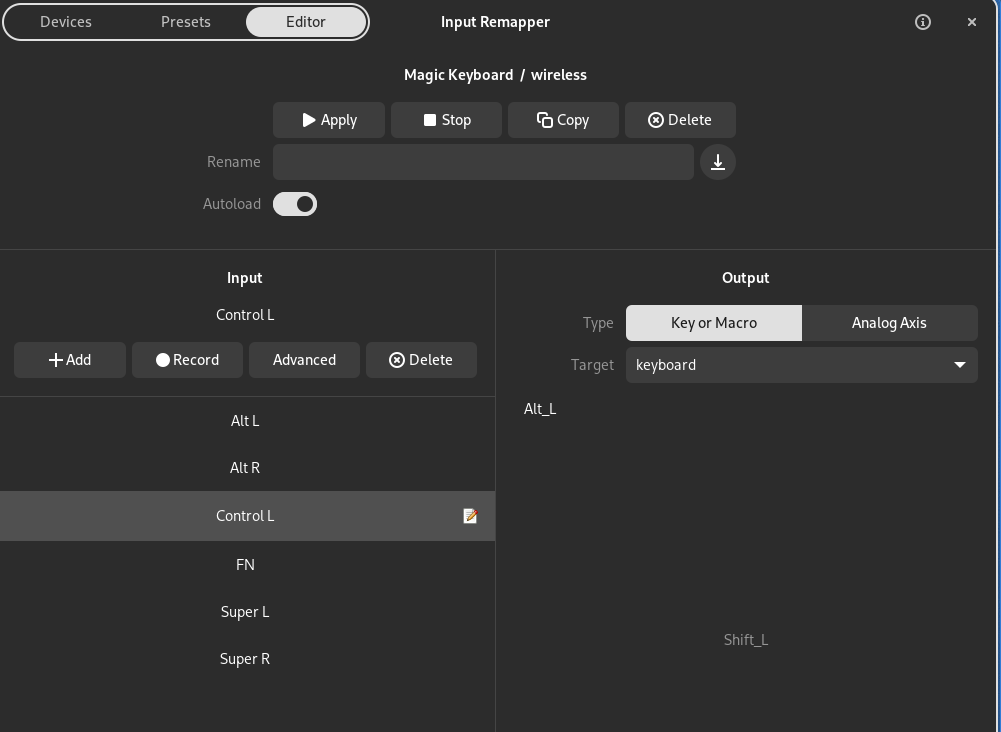 Devices Presets Editor Input Remapper
Magic Keyboard / wireless
Apply Stop Copy Delete
Rename
Autoload
Input
Control L
Add Record Advanced Delete
Alt L
Alt R
Control L
FN
Super L
Super R
Output
Type Key or Macro Analog Axis
Target keyboard
Alt_L
Shift_L